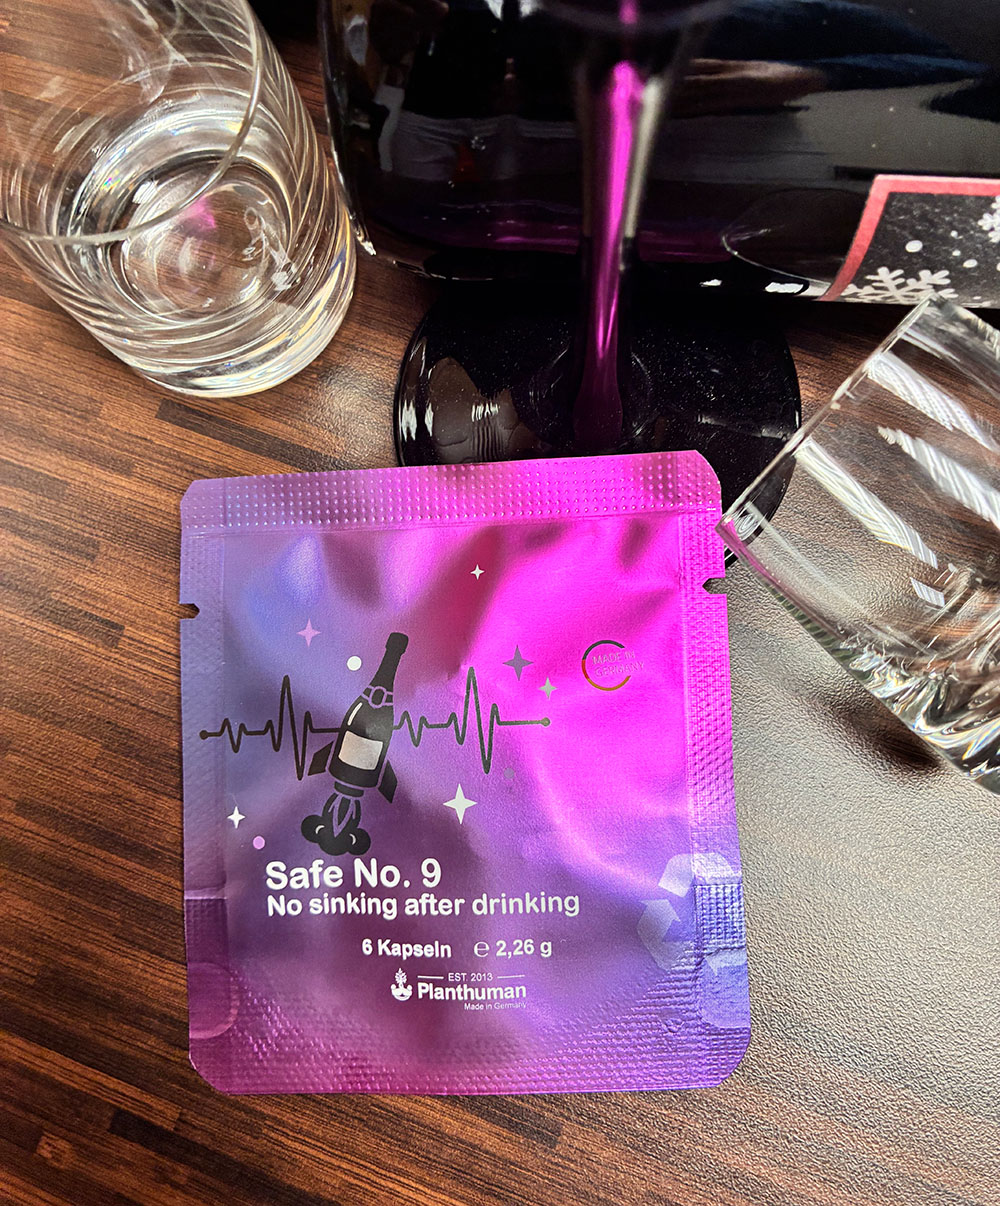 MADE IN
GERMANY
Safe No. 9
No sinking after drinking
6 Kapseln ℮ 2,26 g
EST. 2013
Planthuman
Made in Germany